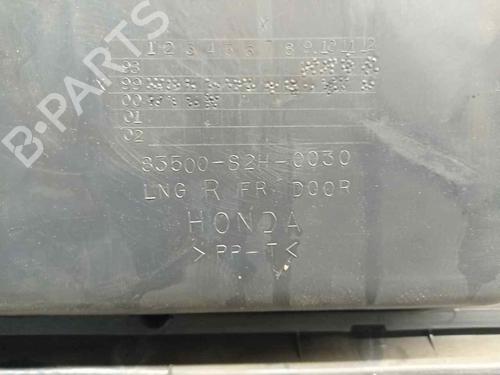 1 2 3 4 5 6 7 8 9 10 11 12
98
99
00
01
02
83500-S2H-0030
LNG R FR DOOR
HONDA
>PP-T<
B-PARTS